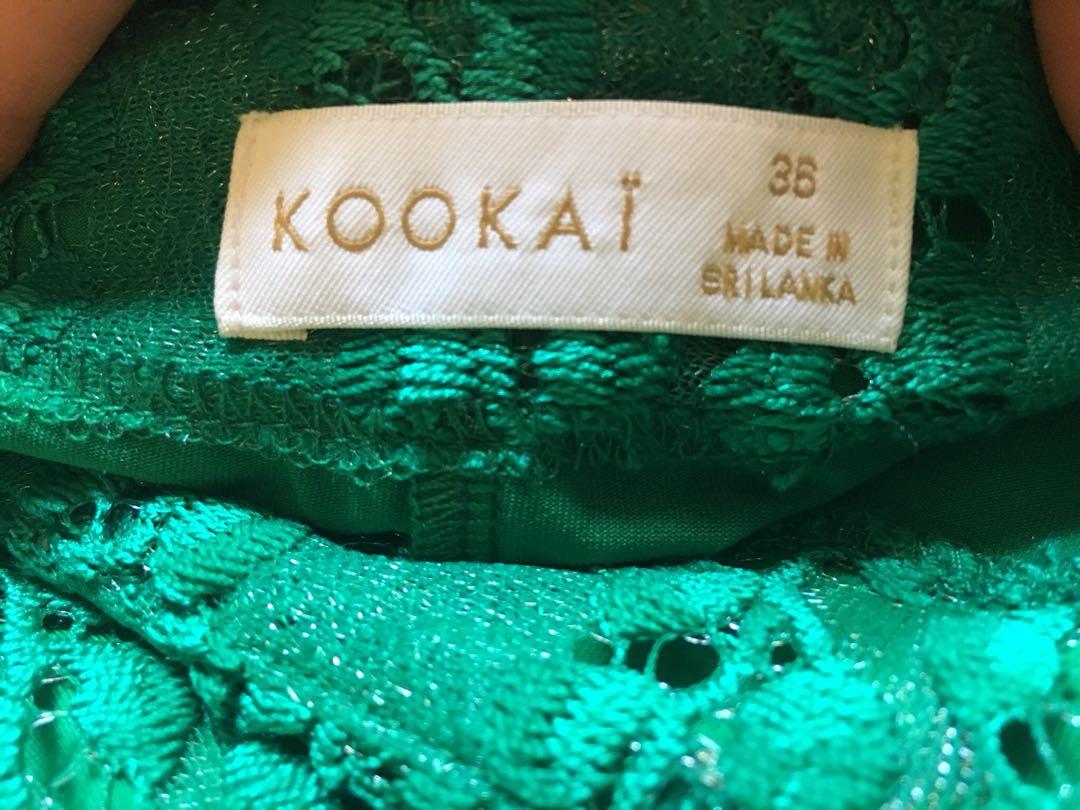 KOOKAÏ
36
MADE IN
SRI LANKA